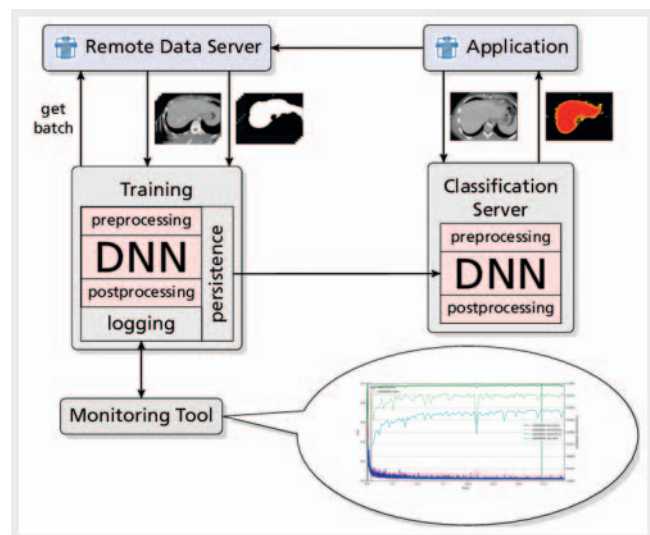 Remote Data Server
Application
get
batch
Training
preprocessing
DNN
postprocessing
logging
persistence
Classification
Server
preprocessing
DNN
postprocessing
Monitoring Tool